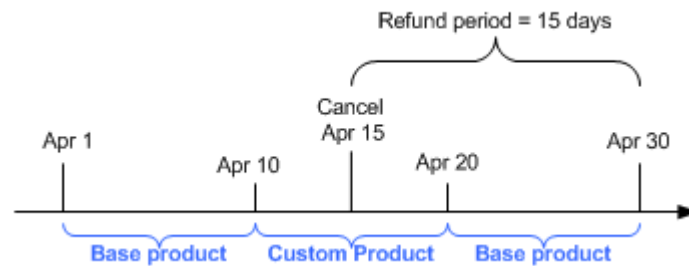 Refund period = 15 days
Cancel
Apr 15
Apr 1
Apr 10
Apr 20
Apr 30
Base product
Custom Product
Base product